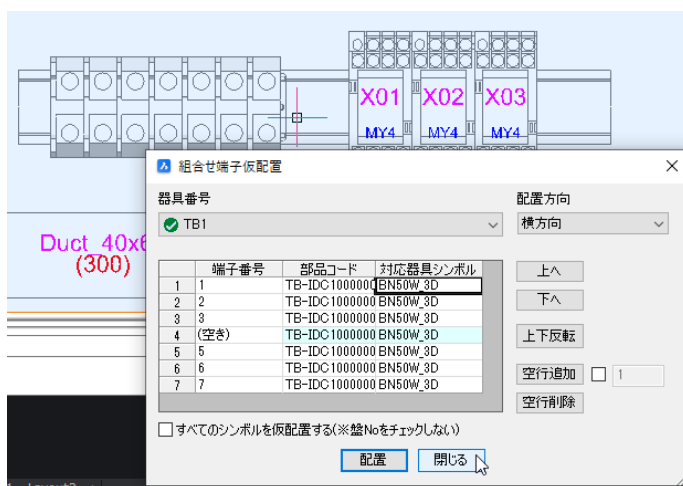 X01 X02 X03
MY4 MY4 MY4
Duct_40x6
(300)
組合せ端子仮配置
器具番号 配置方向
TB1 横方向
端子番号 部品コード 対応器具シンボル
1 1 TB-IDC1000000 BN50W_3D
2 2 TB-IDC1000000 BN50W_3D
3 3 TB-IDC1000000 BN50W_3D
4 (空き) TB-IDC1000000 BN50W_3D
5 5 TB-IDC1000000 BN50W_3D
6 6 TB-IDC1000000 BN50W_3D
7 7 TB-IDC1000000 BN50W_3D
上へ
下へ
上下反転
空行追加 1
空行削除
すべてのシンボルを仮配置する(※盤Noをチェックしない)
配置 閉じる